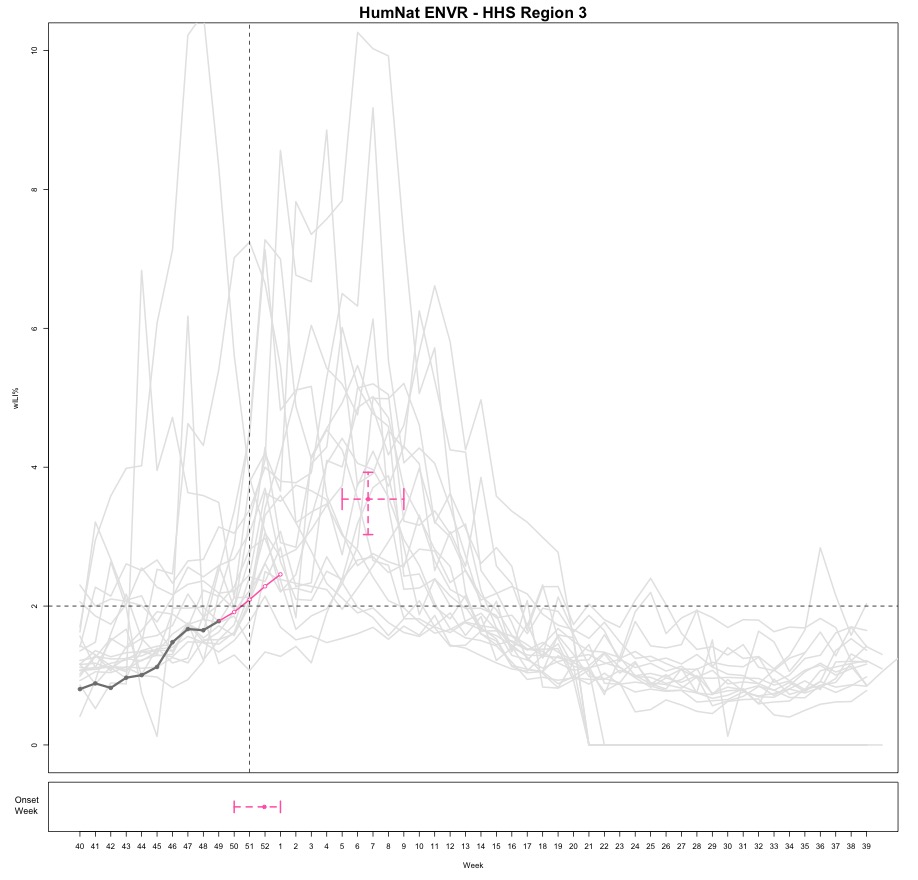 HumNat ENVR - HHS Region 3
10
8
6
wILI%
4
2
0
Onset
Week
40 41 42 43 44 45 46 47 48 49 50 51 52 1 2 3 4 5 6 7 8 9 10 11 12 13 14 15 16 17 18 19 20 21 22 23 24 25 26 27 28 29 30 31 32 33 34 35 36 37 38 39
Week